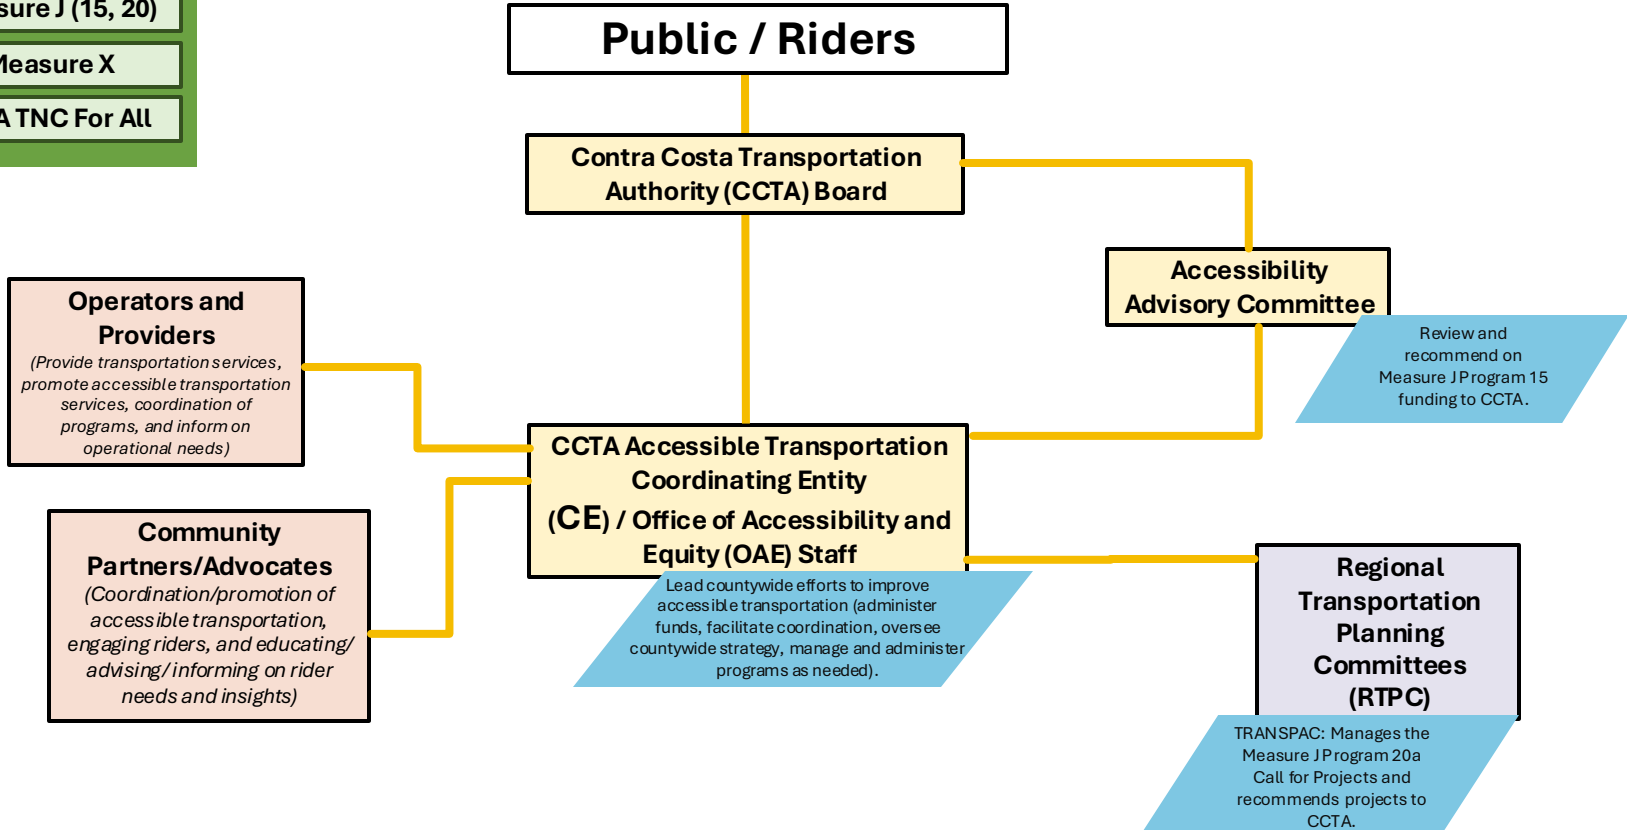 J (15, 20)
Measure X
TNC For All
Public / Riders
Contra Costa Transportation
Authority (CCTA) Board
Accessibility
Advisory Committee
Review and
recommend on
Measure J Program 15
funding to CCTA.
Operators and
Providers
(Provide transportation services,
promote accessible transportation
services, coordination of
programs, and inform on
operational needs)
CCTA Accessible Transportation
Coordinating Entity
(CE) / Office of Accessibility and
Equity (OAE) Staff
Lead countywide efforts to improve
accessible transportation (administer
funds, facilitate coordination, oversee
countywide strategy, manage and administer
programs as needed).
Community
Partners/Advocates
(Coordination/promotion of
accessible transportation,
engaging riders, and educating/
advising/informing on rider
needs and insights)
Regional
Transportation
Planning
Committees
(RTPC)
TRANSPAC: Manages the
Measure J Program 20a
Call for Projects and
recommends projects to
CCTA.